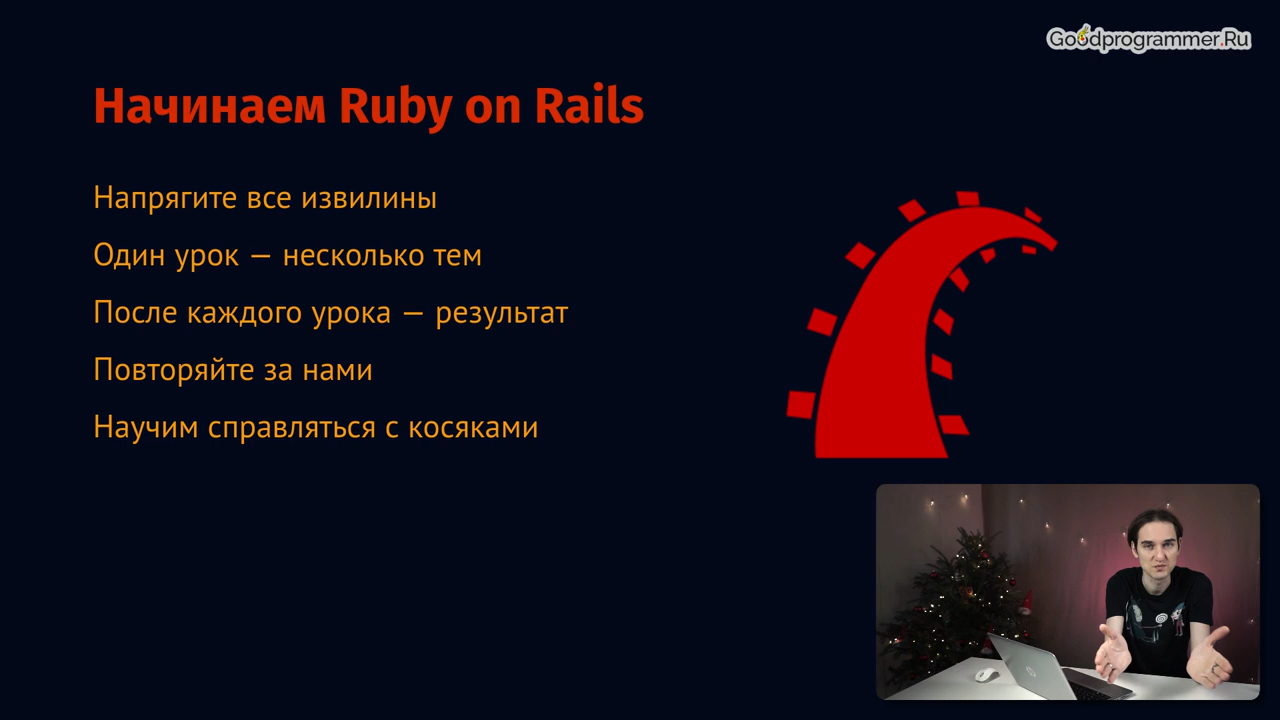 Goodprogrammer.Ru
Начинаем Ruby on Rails
Напрягите все извилины
Один урок — несколько тем
После каждого урока — результат
Повторяйте за нами
Научим справляться с косяками